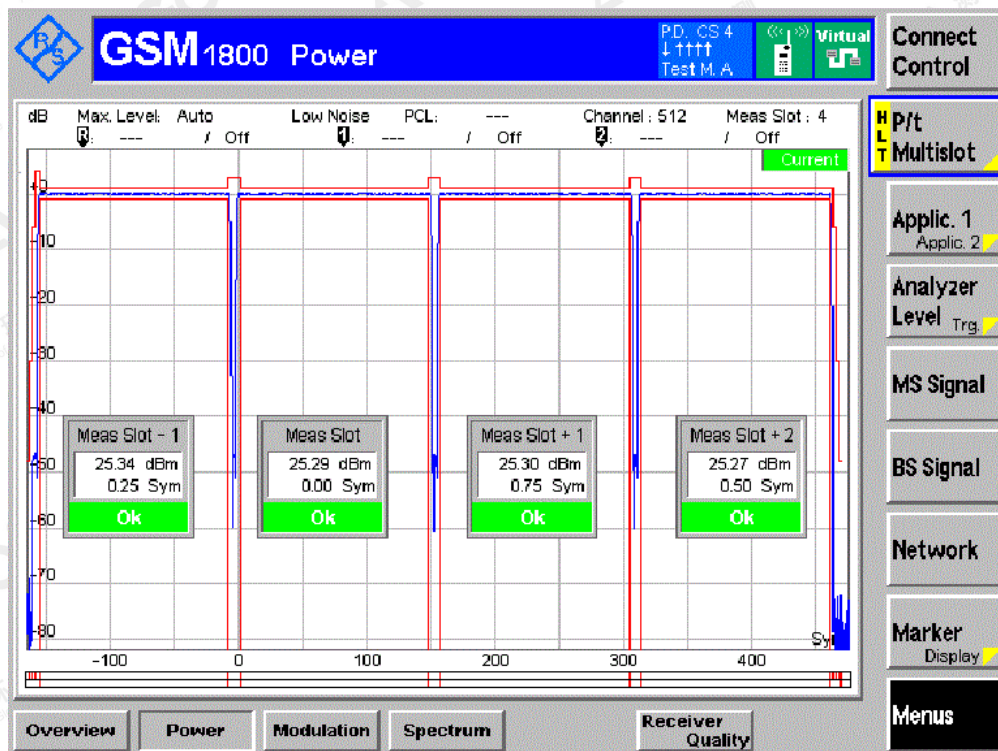 R/S
GSM 1800 Power
P.D. CS 4
↓↑↑↑↑
Test M. A
Virtual
Connect Control
dB Max. Level: Auto Low Noise PCL: --- Channel : 512 Meas Slot : 4
R: --- / Off 1: --- / Off 2: --- / Off
Current
H L T
P/t Multislot
Applic. 1
Applic. 2
Analyzer Level Trg.
MS Signal
BS Signal
Network
Marker
Display
Menus
+0
-10
-20
-30
-40
-50
-60
-70
-80
Meas Slot - 1
25.34 dBm
0.25 Sym
Ok
Meas Slot
25.29 dBm
0.00 Sym
Ok
Meas Slot + 1
25.30 dBm
0.75 Sym
Ok
Meas Slot + 2
25.27 dBm
0.50 Sym
Ok
-100 0 100 200 300 400
Overview Power Modulation Spectrum Receiver Quality